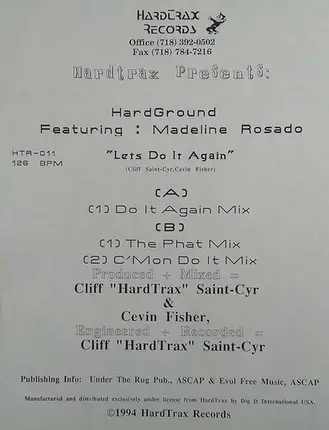 HARDTRAX
RECORDS
Office (718) 392-0502
Fax (718) 784-7216
Hardtrax Presents:
HardGround
Featuring : Madeline Rosado
HTR-011
126 BPM
"Lets Do It Again"
(Cliff Saint-Cyr,Cevin Fisher)
(A)
(1) Do It Again Mix
(B)
(1) The Phat Mix
(2) C'Mon Do It Mix
Produced + Mixed =
Cliff "HardTrax" Saint-Cyr
&
Cevin Fisher,
Engineered + Recorded =
Cliff "HardTrax" Saint-Cyr
Publishing Info: Under The Rug Pub., ASCAP & Evol Free Music, ASCAP
Manufactured and distributed exclusively under license from HardTrax by Dig It International USA.
©1994 HardTrax Records